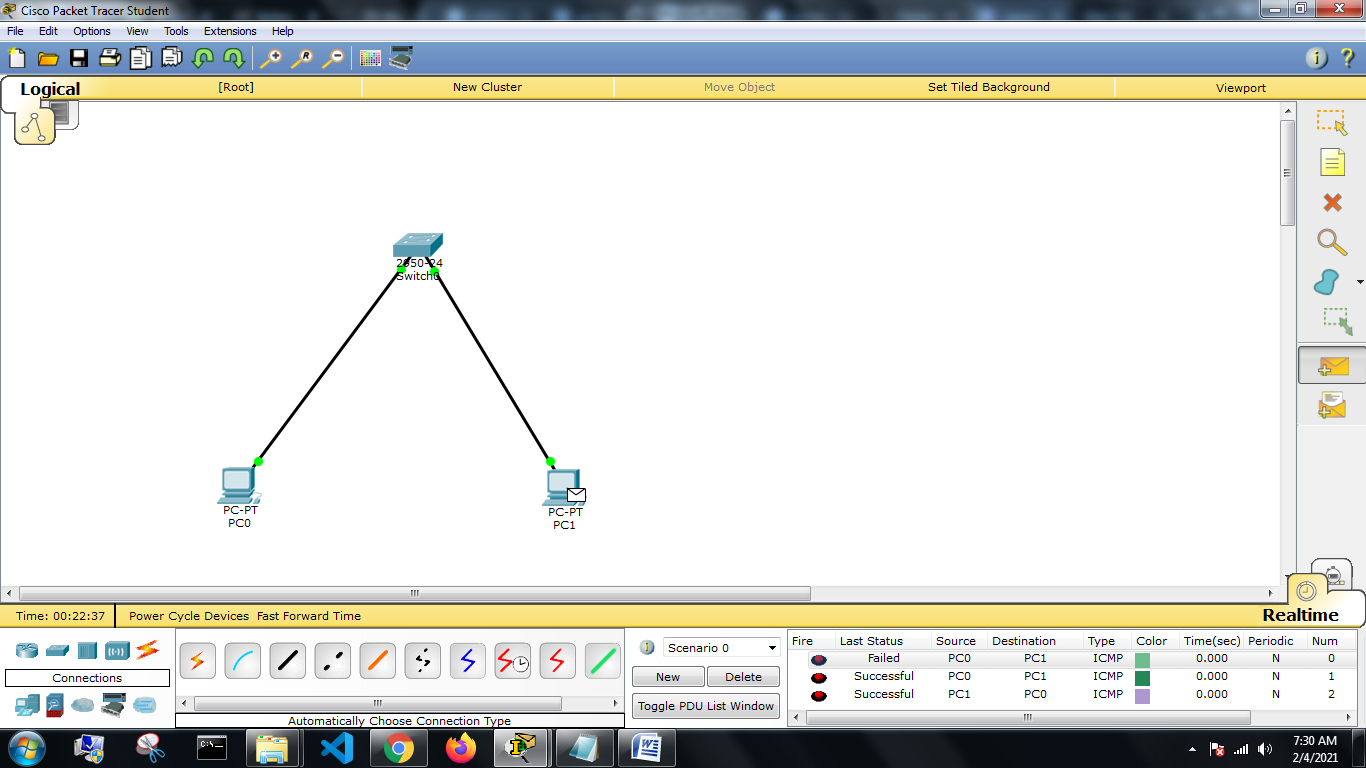 Cisco Packet Tracer Student
File Edit Options View Tools Extensions Help
Logical [Root] New Cluster Move Object Set Tiled Background Viewport
2950-24
Switch0
PC-PT
PC0
PC-PT
PC1
Time: 00:22:37 Power Cycle Devices Fast Forward Time Realtime
Connections
Automatically Choose Connection Type
Scenario 0
New Delete
Toggle PDU List Window
Fire Last Status Source Destination Type Color Time(sec) Periodic Num
Failed PC0 PC1 ICMP 0.000 N 0
Successful PC0 PC1 ICMP 0.000 N 1
Successful PC1 PC0 ICMP 0.000 N 2
7:30 AM
2/4/2021